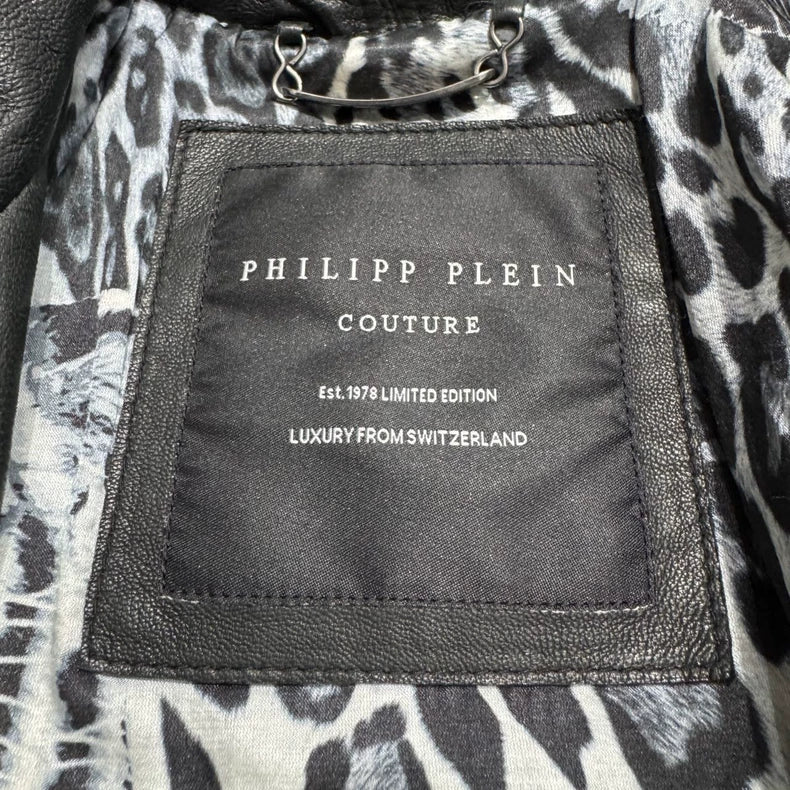 PHILIPP PLEIN
COUTURE
Est.1978 LIMITED EDITION
LUXURY FROM SWITZERLAND